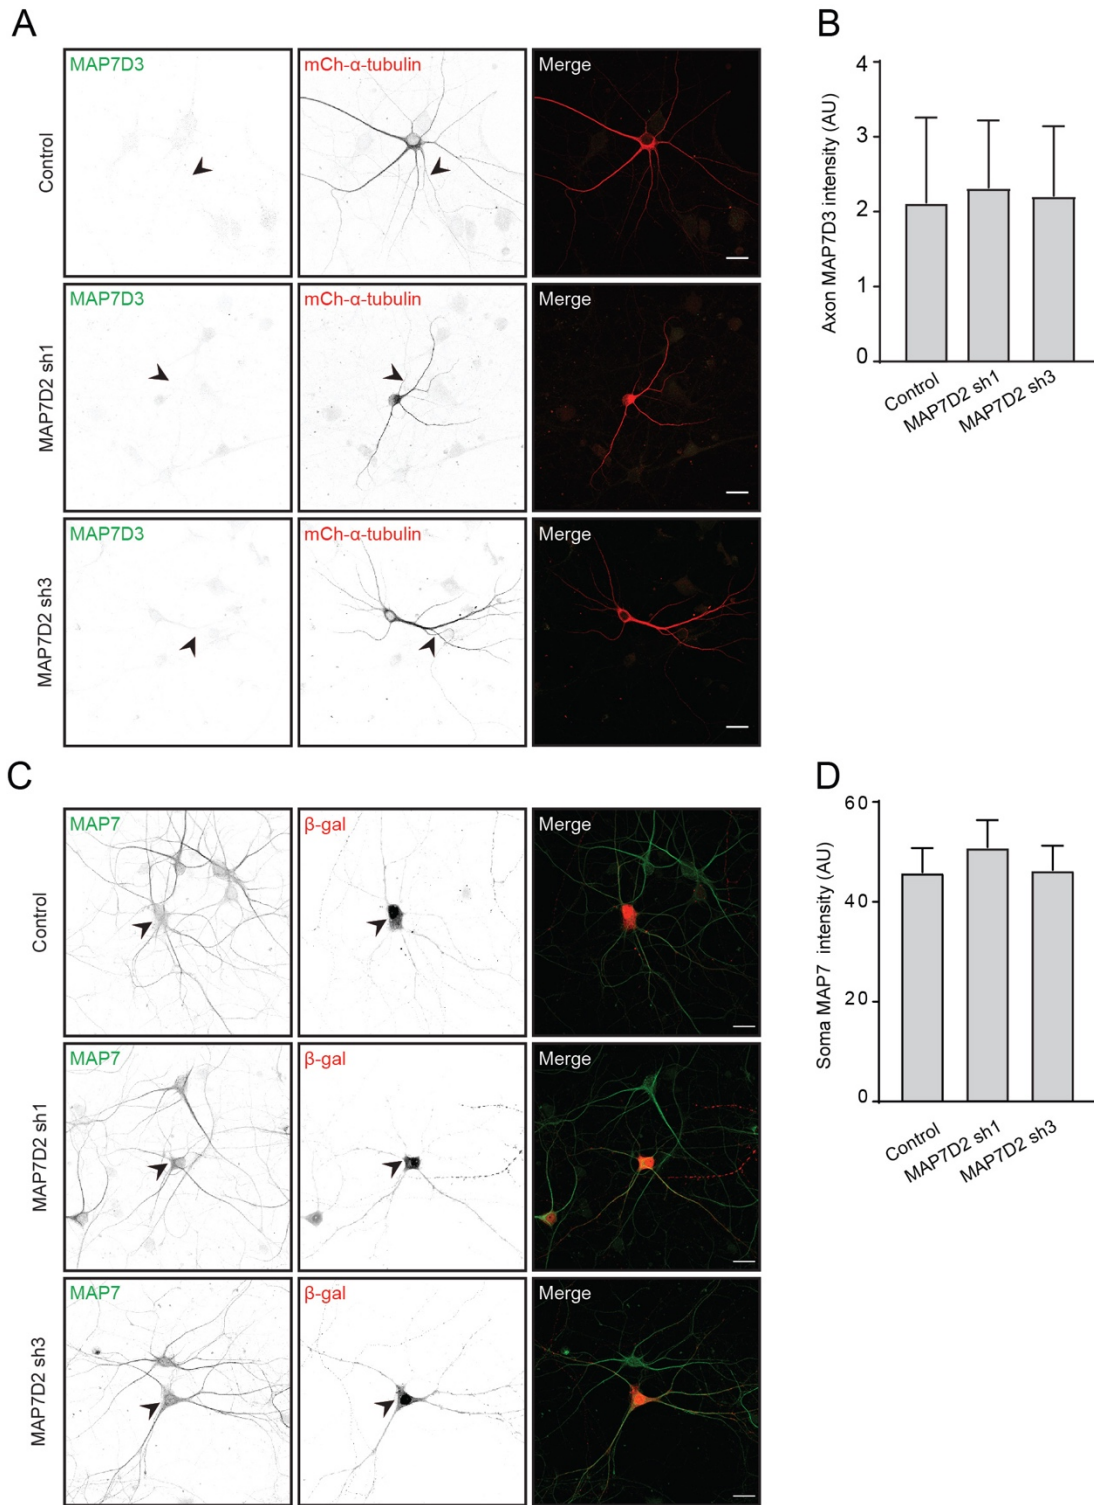 A
MAP7D3
mCh-α-tubulin
Merge
Control
MAP7D3
mCh-α-tubulin
Merge
MAP7D2 sh1
MAP7D3
mCh-α-tubulin
Merge
MAP7D2 sh3
B
Axon MAP7D3 intensity (AU)
4
3
2
1
0
Control
MAP7D2 sh1
MAP7D2 sh3
C
MAP7
β-gal
Merge
Control
MAP7
β-gal
Merge
MAP7D2 sh1
MAP7
β-gal
Merge
MAP7D2 sh3
D
Soma MAP7 intensity (AU)
60
40
20
0
Control
MAP7D2 sh1
MAP7D2 sh3